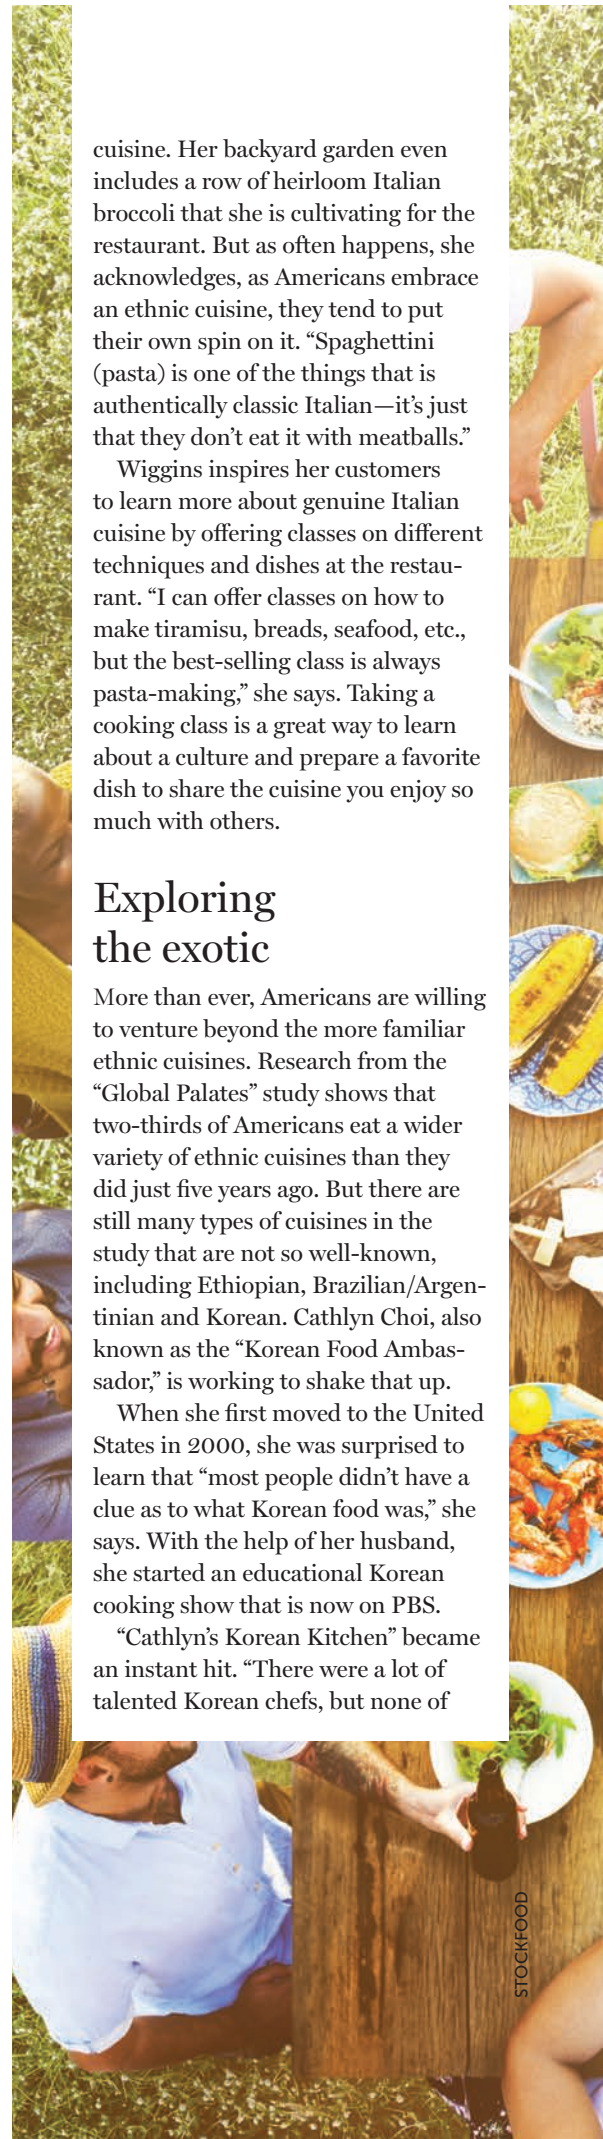 cuisine. Her backyard garden even
includes a row of heirloom Italian
broccoli that she is cultivating for the
restaurant. But as often happens, she
acknowledges, as Americans embrace
an ethnic cuisine, they tend to put
their own spin on it. “Spaghettini
(pasta) is one of the things that is
authentically classic Italian—it’s just
that they don’t eat it with meatballs.”
Wiggins inspires her customers
to learn more about genuine Italian
cuisine by offering classes on different
techniques and dishes at the restau-
rant. “I can offer classes on how to
make tiramisu, breads, seafood, etc.,
but the best-selling class is always
pasta-making,” she says. Taking a
cooking class is a great way to learn
about a culture and prepare a favorite
dish to share the cuisine you enjoy so
much with others.
Exploring
the exotic
More than ever, Americans are willing
to venture beyond the more familiar
ethnic cuisines. Research from the
“Global Palates” study shows that
two-thirds of Americans eat a wider
variety of ethnic cuisines than they
did just five years ago. But there are
still many types of cuisines in the
study that are not so well-known,
including Ethiopian, Brazilian/Argen-
tinian and Korean. Cathlyn Choi, also
known as the “Korean Food Ambas-
sador,” is working to shake that up.
When she first moved to the United
States in 2000, she was surprised to
learn that “most people didn’t have a
clue as to what Korean food was,” she
says. With the help of her husband,
she started an educational Korean
cooking show that is now on PBS.
“Cathlyn’s Korean Kitchen” became
an instant hit. “There were a lot of
talented Korean chefs, but none of
STOCKFOOD